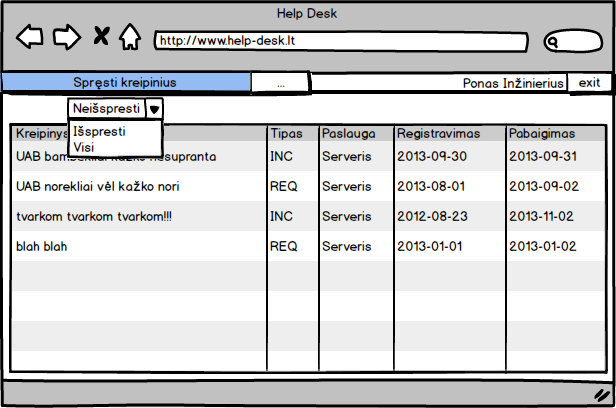 Help Desk
http://www.help-desk.lt
Spręsti kreipinius ... Ponas Inžinierius exit
Neišspresti
Išspresti
Visi
Kreipinys Tipas Paslauga Registravimas Pabaigimas
UAB bambekliai kažko nesupranta INC Serveris 2013-09-30 2013-09-31
UAB norekliai vėl kažko nori REQ Serveris 2013-08-01 2013-09-02
tvarkom tvarkom tvarkom!!! INC Serveris 2012-08-23 2013-11-02
blah blah REQ Serveris 2013-01-01 2013-01-02